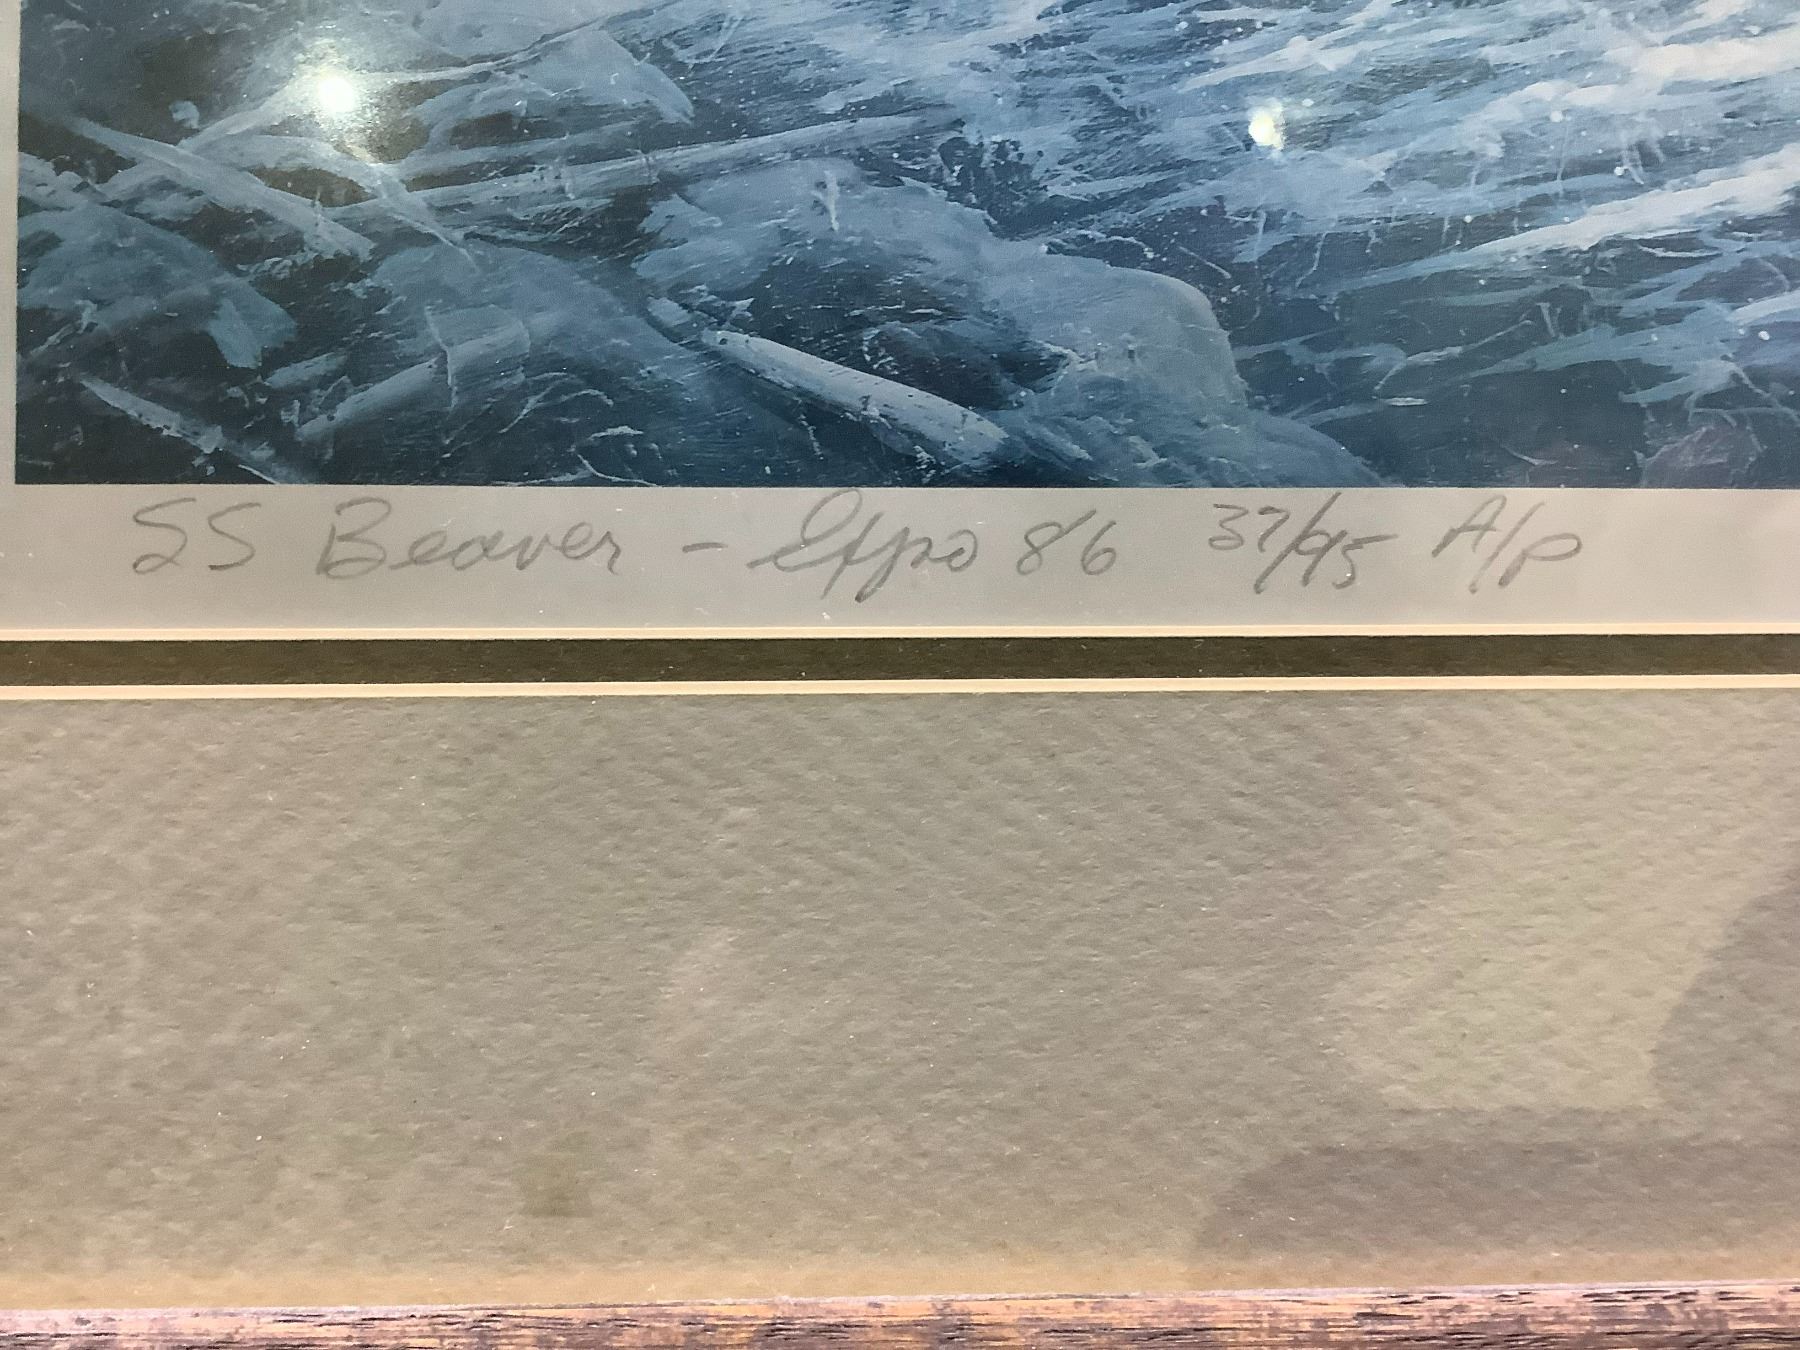 SS Beaver - Expo 86 37/95 A/P